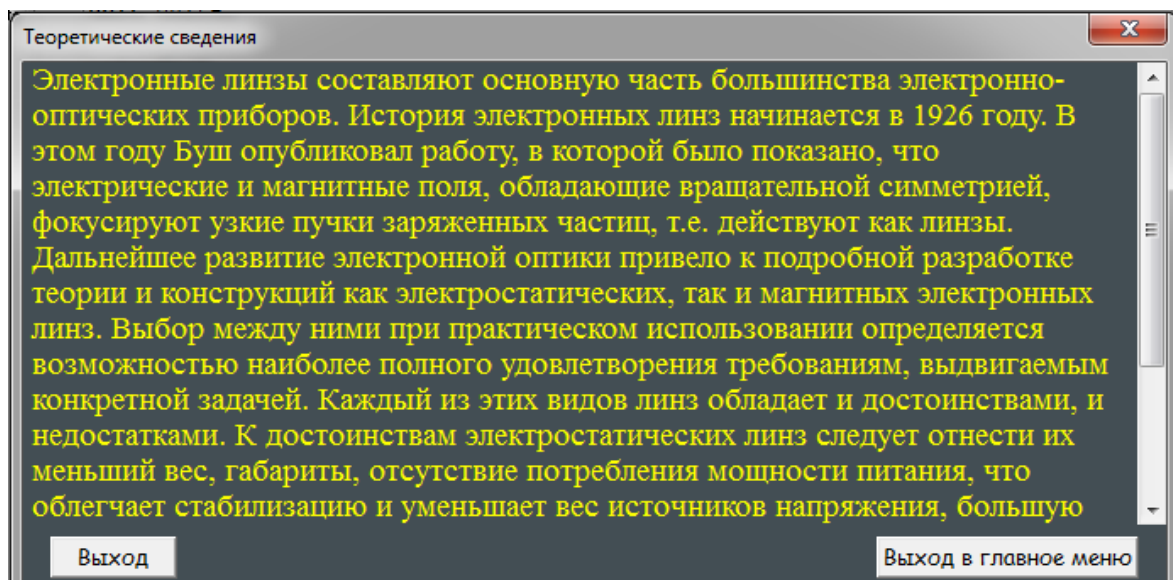 Теоретические сведения
Электронные линзы составляют основную часть большинства электронно-
оптических приборов. История электронных линз начинается в 1926 году. В
этом году Буш опубликовал работу, в которой было показано, что
электрические и магнитные поля, обладающие вращательной симметрией,
фокусируют узкие пучки заряженных частиц, т.е. действуют как линзы.
Дальнейшее развитие электронной оптики привело к подробной разработке
теории и конструкций как электростатических, так и магнитных электронных
линз. Выбор между ними при практическом использовании определяется
возможностью наиболее полного удовлетворения требованиям, выдвигаемым
конкретной задачей. Каждый из этих видов линз обладает и достоинствами, и
недостатками. К достоинствам электростатических линз следует отнести их
меньший вес, габариты, отсутствие потребления мощности питания, что
облегчает стабилизацию и уменьшает вес источников напряжения, большую
Выход
Выход в главное меню